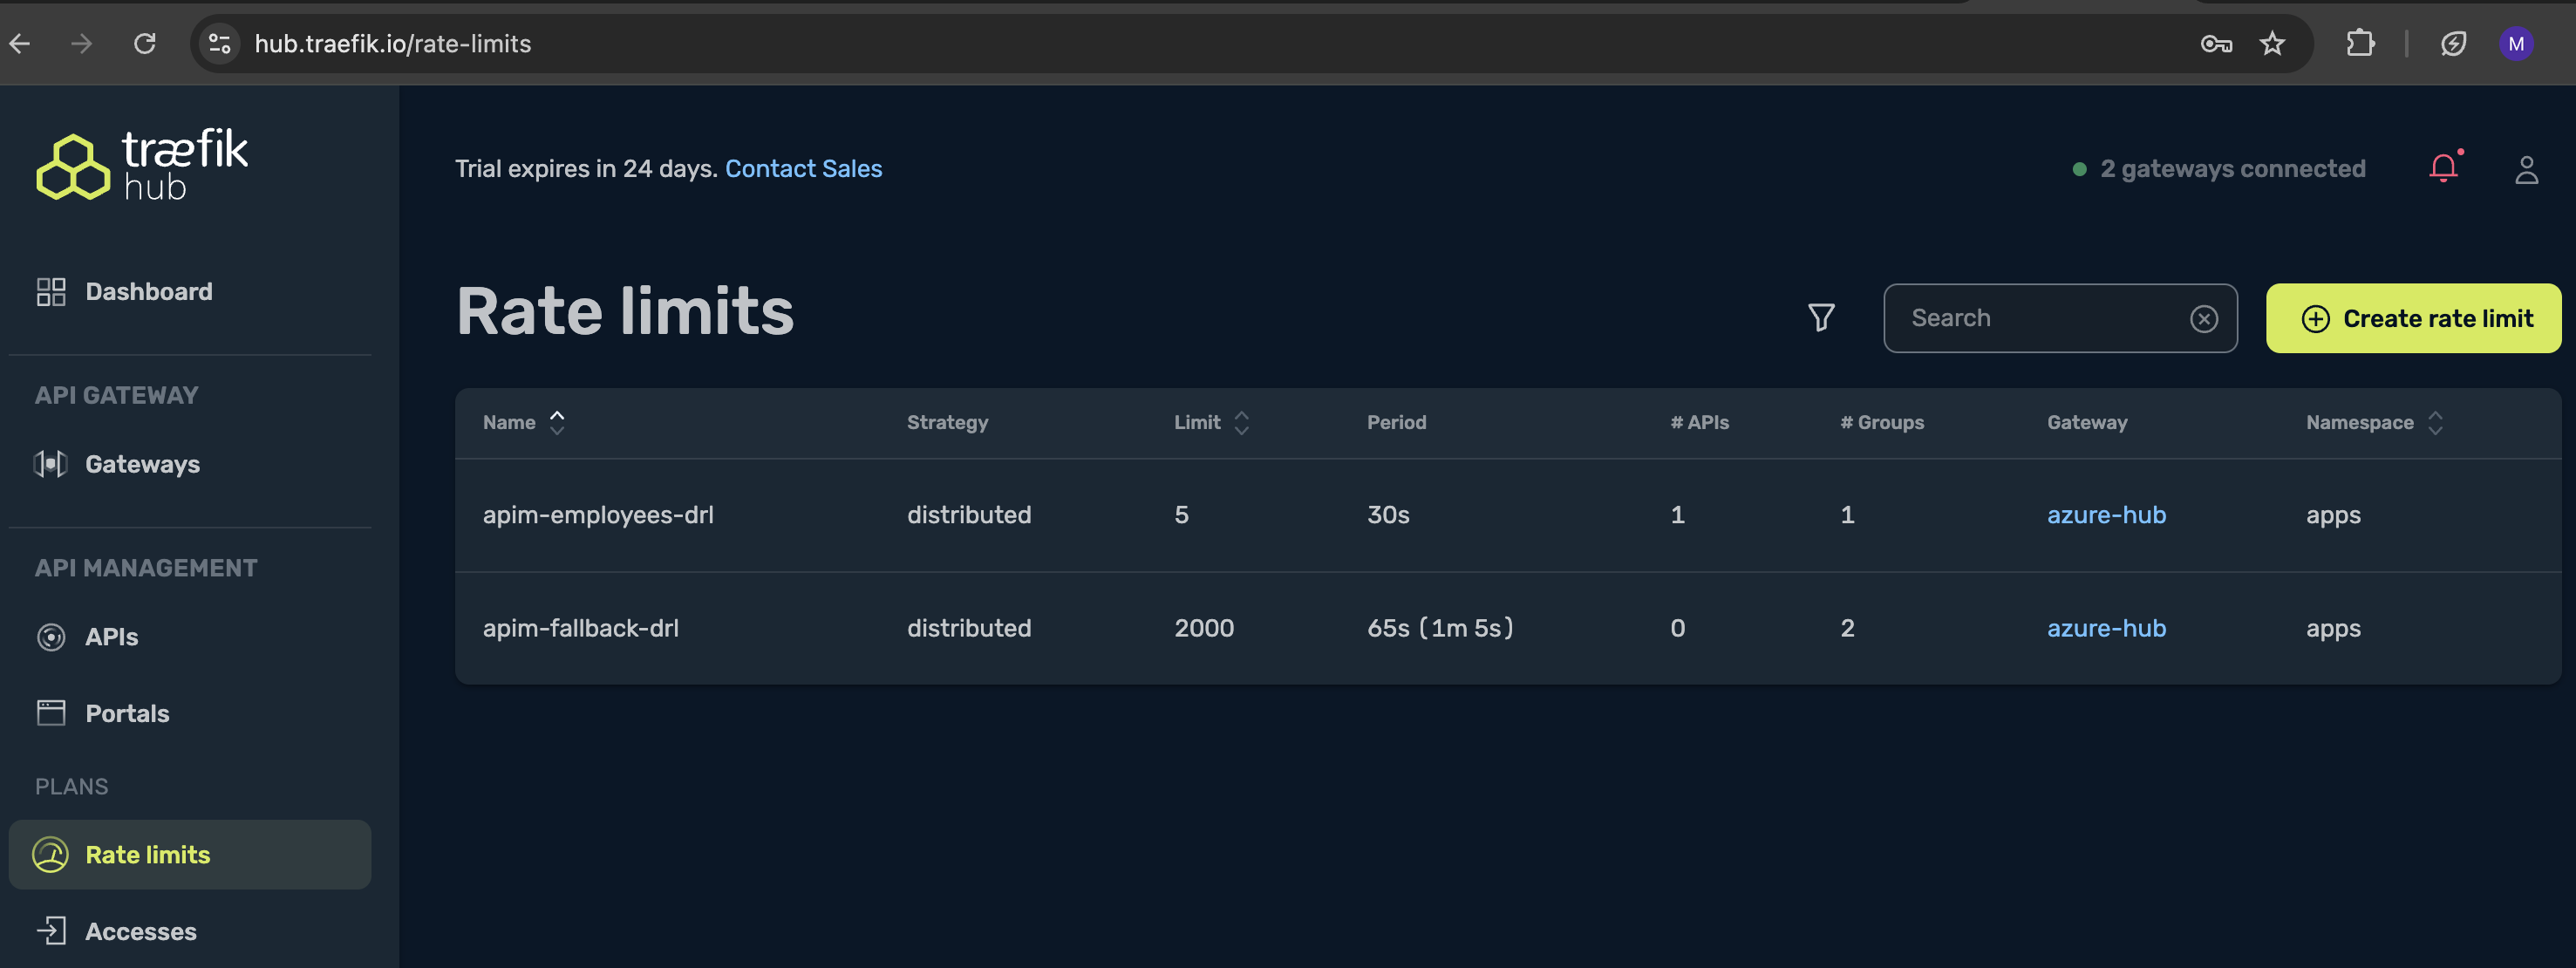 hub.traefik.io/rate-limits
M
træfik
hub
Trial expires in 24 days. Contact Sales
2 gateways connected
Dashboard
Rate limits
Search
Create rate limit
API GATEWAY
Gateways
API MANAGEMENT
APIs
Portals
PLANS
Rate limits
Accesses
Name Strategy Limit Period # APIs # Groups Gateway Namespace
apim-employees-drl distributed 5 30s 1 1 azure-hub apps
apim-fallback-drl distributed 2000 65s (1m 5s) 0 2 azure-hub apps